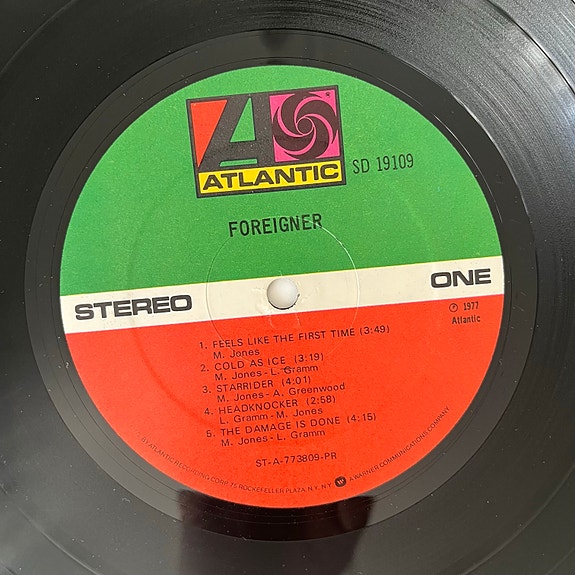 ATLANTIC
SD 19109
FOREIGNER
STEREO
ONE
℗ 1977
Atlantic
1. FEELS LIKE THE FIRST TIME (3:49)
M. Jones
2. COLD AS ICE (3:19)
M. Jones-L. Gramm
3. STARRIDER (4:01)
M. Jones-A. Greenwood
4. HEADKNOCKER (2:58)
L. Gramm-M. Jones
5. THE DAMAGE IS DONE (4:15)
M. Jones-L. Gramm
ST-A-773809-PR
BY ATLANTIC RECORDING CORP. 75 ROCKEFELLER PLAZA, N.Y., N.Y. W A WARNER COMMUNICATIONS COMPANY